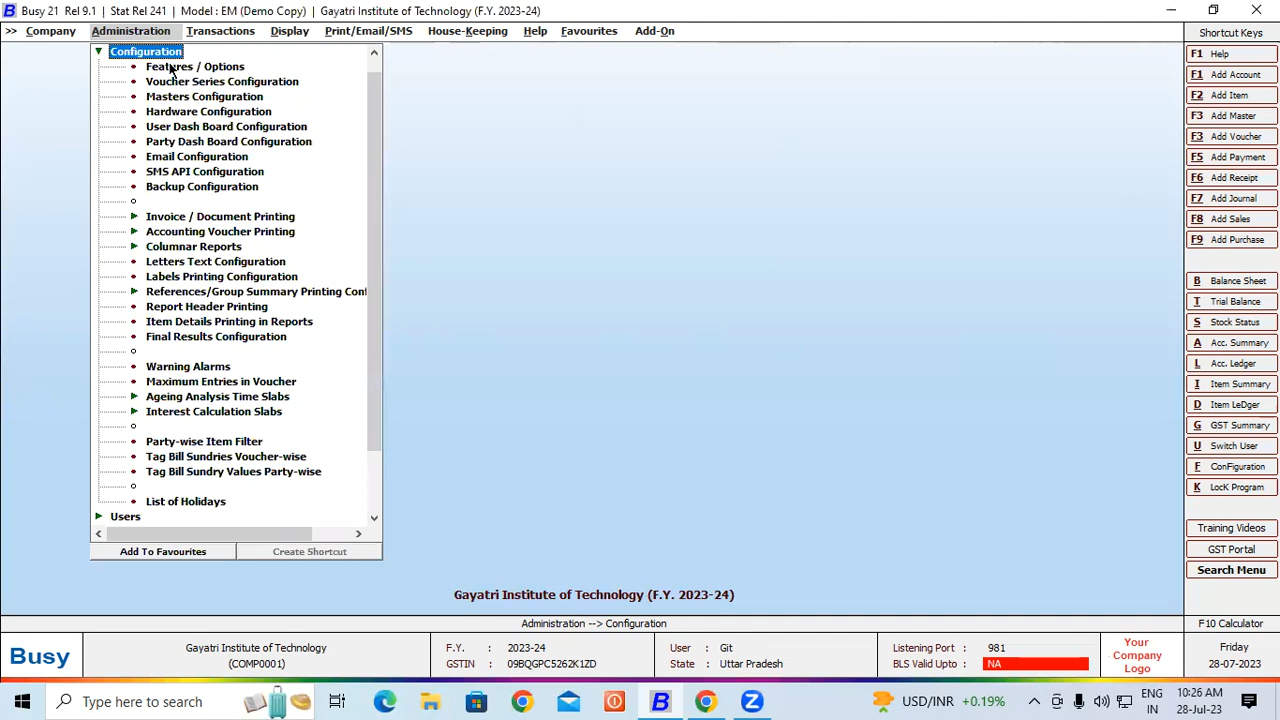 Busy 21 Rel 9.1 | Stat Rel 241 | Model : EM (Demo Copy) | Gayatri Institute of Technology (F.Y. 2023-24)
>> Company Administration Transactions Display Print/Email/SMS House-Keeping Help Favourites Add-On
Shortcut Keys
Configuration
Features / Options
Voucher Series Configuration
Masters Configuration
Hardware Configuration
User Dash Board Configuration
Party Dash Board Configuration
Email Configuration
SMS API Configuration
Backup Configuration
Invoice / Document Printing
Accounting Voucher Printing
Columnar Reports
Letters Text Configuration
Labels Printing Configuration
References/Group Summary Printing Conf
Report Header Printing
Item Details Printing in Reports
Final Results Configuration
Warning Alarms
Maximum Entries in Voucher
Ageing Analysis Time Slabs
Interest Calculation Slabs
Party-wise Item Filter
Tag Bill Sundries Voucher-wise
Tag Bill Sundry Values Party-wise
List of Holidays
Users
Add To Favourites Create Shortcut
F1 Help
F1 Add Account
F2 Add Item
F3 Add Master
F3 Add Voucher
F5 Add Payment
F6 Add Receipt
F7 Add Journal
F8 Add Sales
F9 Add Purchase
B Balance Sheet
T Trial Balance
S Stock Status
A Acc. Summary
L Acc. Ledger
I Item Summary
D Item LeDger
G GST Summary
U Switch User
F ConFiguration
K LocK Program
Training Videos
GST Portal
Search Menu
Gayatri Institute of Technology (F.Y. 2023-24)
Administration --> Configuration
F10 Calculator
Busy
Gayatri Institute of Technology
(COMP0001)
F.Y. : 2023-24
GSTIN : 09BQGPC5262K1ZD
User : Git
State : Uttar Pradesh
Listening Port : 981
BLS Valid Upto : NA
Your
Company
Logo
Friday
28-07-2023
Type here to search
B
USD/INR +0.19%
ENG
IN
10:26 AM
28-Jul-23